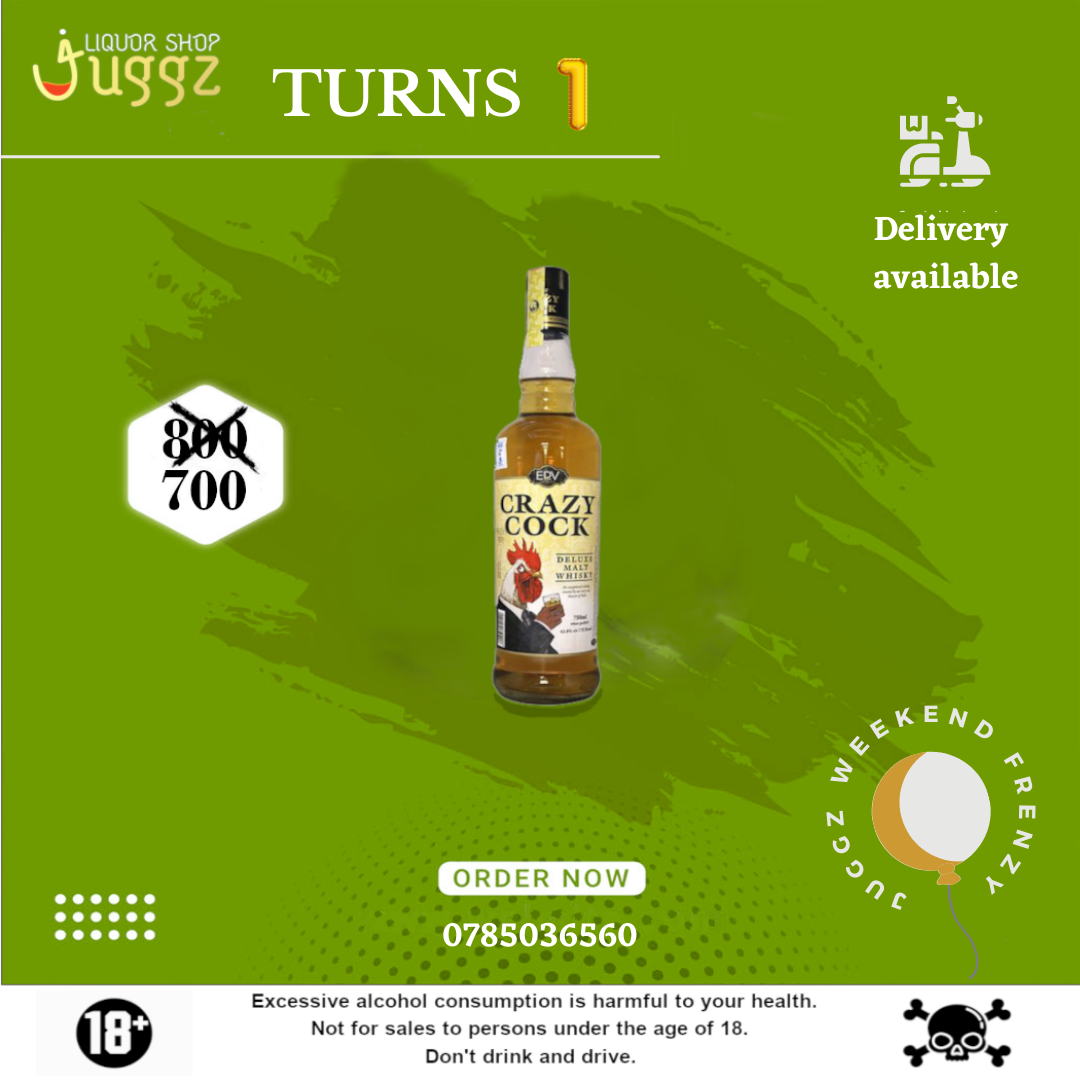 LIQUOR SHOP
Juggz
TURNS 1
Delivery
available
800
700
EDV
CRAZY
COCK
DELUXE
MALT
WHISKY
750ml
ORDER NOW
0785036560
JUGGZ WEEKEND FRENZY
18+
Excessive alcohol consumption is harmful to your health.
Not for sales to persons under the age of 18.
Don't drink and drive.